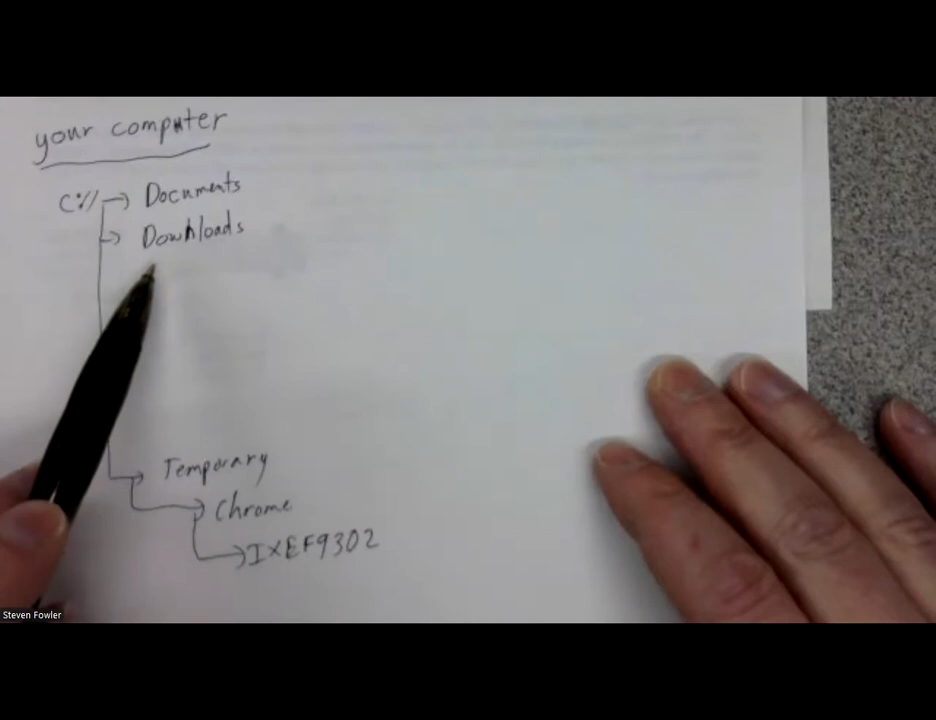 your computer
C:// → Documents
→ Downloads
→ Temporary
→ Chrome
→ IXEF9302
Steven Fowler